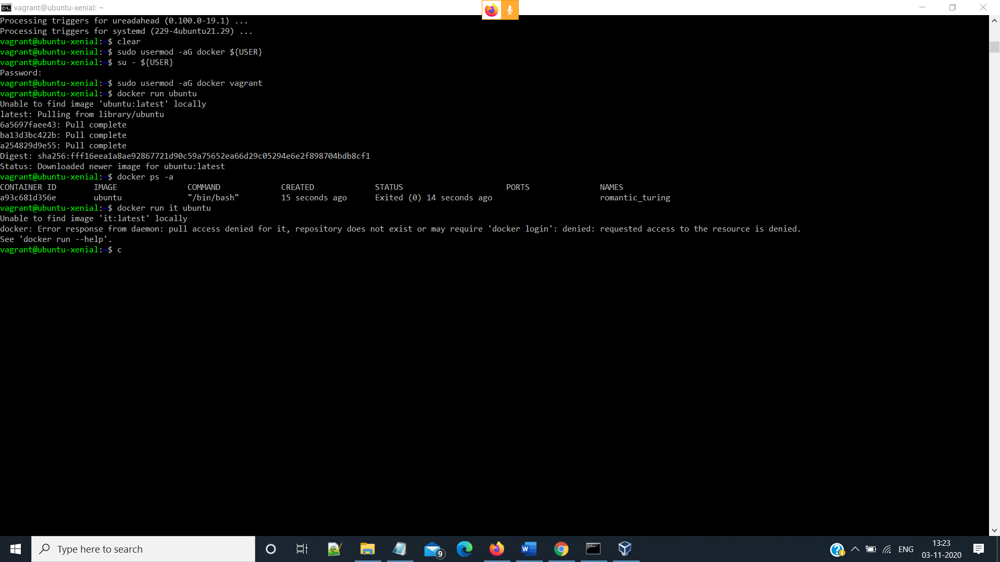 vagrant@ubuntu-xenial: ~
Processing triggers for ureadahead (0.100.0-19.1) ...
Processing triggers for systemd (229-4ubuntu21.29) ...
vagrant@ubuntu-xenial:~$ clear
vagrant@ubuntu-xenial:~$ sudo usermod -aG docker ${USER}
vagrant@ubuntu-xenial:~$ su - ${USER}
Password:
vagrant@ubuntu-xenial:~$ sudo usermod -aG docker vagrant
vagrant@ubuntu-xenial:~$ docker run ubuntu
Unable to find image 'ubuntu:latest' locally
latest: Pulling from library/ubuntu
6a5697faee43: Pull complete
ba13d3bc422b: Pull complete
a254829d9e55: Pull complete
Digest: sha256:fff16eea1a8ae92867721d90c59a75652ea66d29c05294e6e2f898704bdb8cf1
Status: Downloaded newer image for ubuntu:latest
vagrant@ubuntu-xenial:~$ docker ps -a
CONTAINER ID        IMAGE               COMMAND             CREATED             STATUS                      PORTS               NAMES
a93c681d356e        ubuntu              "/bin/bash"         15 seconds ago      Exited (0) 14 seconds ago                       romantic_turing
vagrant@ubuntu-xenial:~$ docker run it ubuntu
Unable to find image 'it:latest' locally
docker: Error response from daemon: pull access denied for it, repository does not exist or may require 'docker login': denied: requested access to the resource is denied.
See 'docker run --help'.
vagrant@ubuntu-xenial:~$ c
Type here to search
9
ENG
13:23
03-11-2020